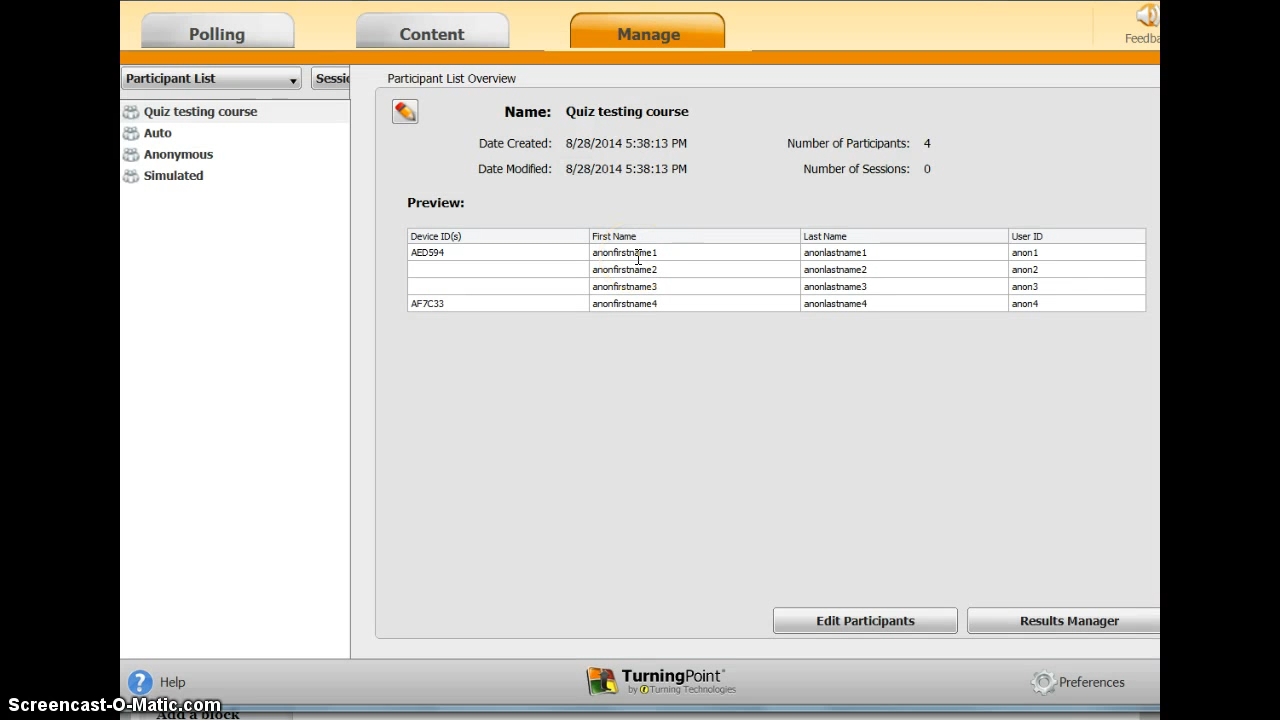 Polling Content Manage
Feedba
Participant List Sessio Participant List Overview
Quiz testing course
Auto
Anonymous
Simulated
Name: Quiz testing course
Date Created: 8/28/2014 5:38:13 PM Number of Participants: 4
Date Modified: 8/28/2014 5:38:13 PM Number of Sessions: 0
Preview:
Device ID(s) First Name Last Name User ID
AED594 anonfirstname1 anonlastname1 anon1
anonfirstname2 anonlastname2 anon2
anonfirstname3 anonlastname3 anon3
AF7C33 anonfirstname4 anonlastname4 anon4
Edit Participants Results Manager
Help TurningPoint Preferences
by Turning Technologies
Screencast-O-Matic.com Add a block